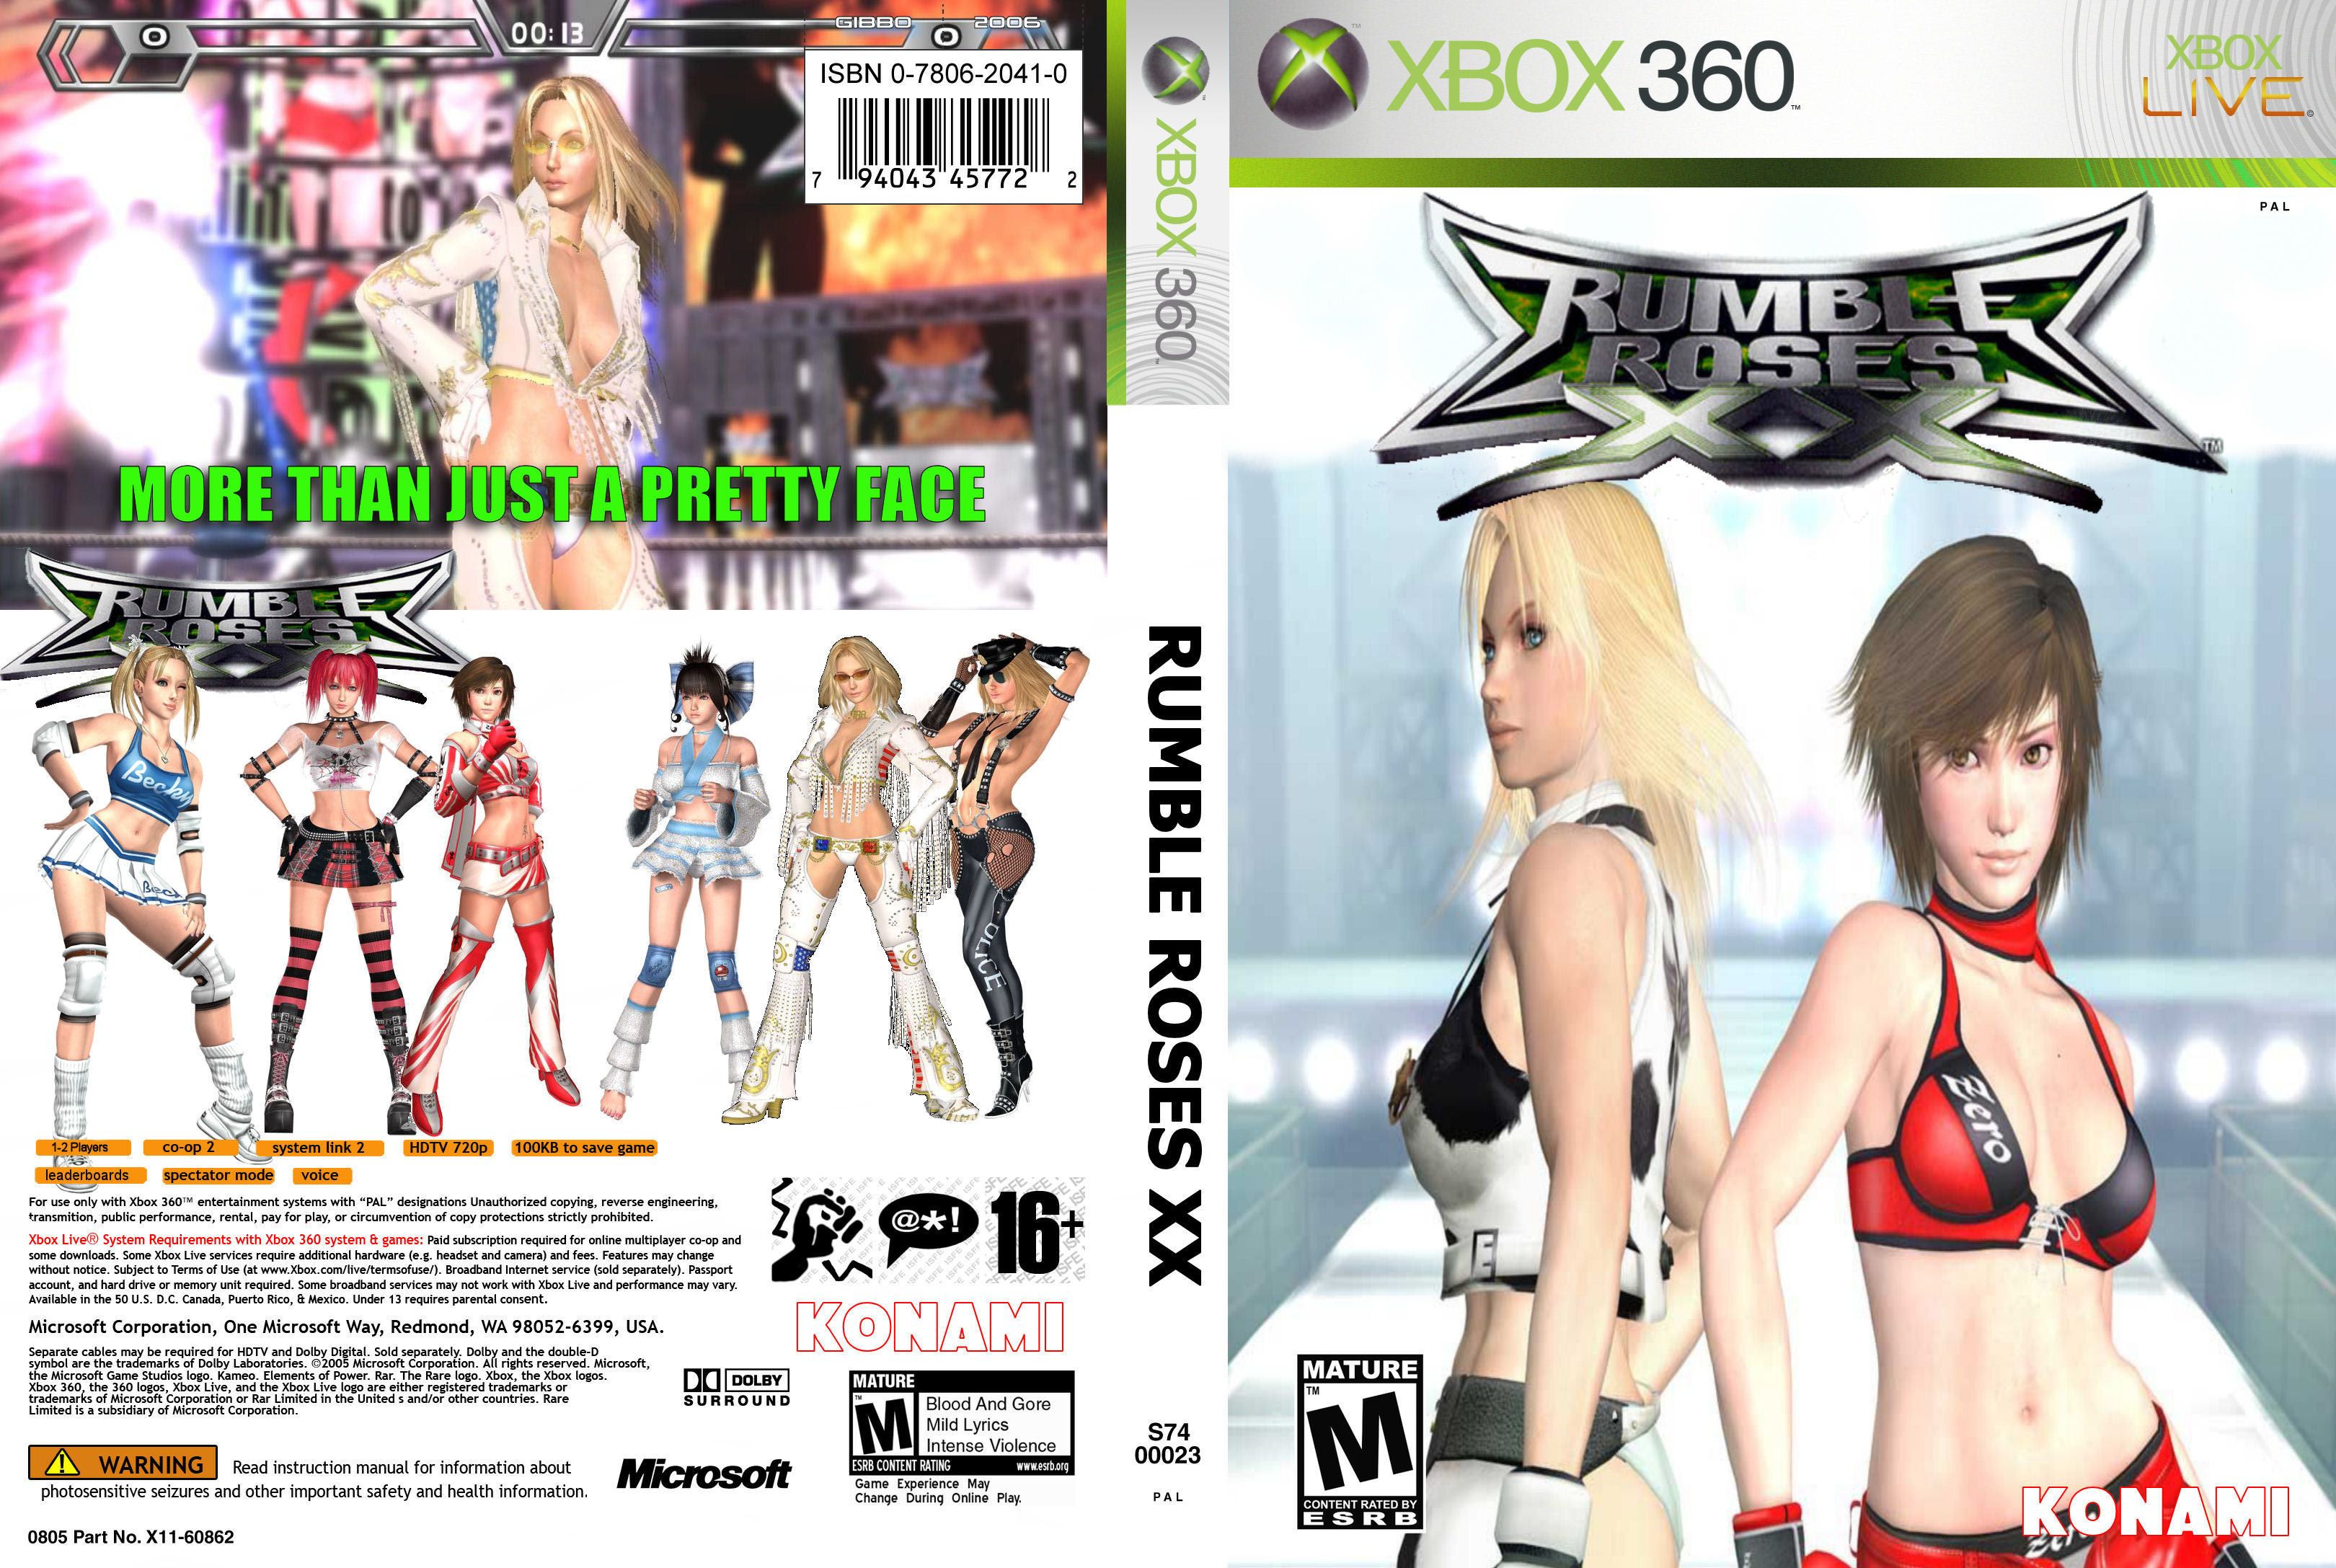 0
00:13
GIBBO 2006
0
ISBN 0-7806-2041-0
7 94043 45772 2
MORE THAN JUST A PRETTY FACE
RUMBLE
ROSES
XX
Becky
Beck
POLICE
1-2 Players
co-op 2
system link 2
HDTV 720p
100KB to save game
leaderboards
spectator mode
voice
For use only with Xbox 360™ entertainment systems with “PAL” designations Unauthorized copying, reverse engineering,
transmition, public performance, rental, pay for play, or circumvention of copy protections strictly prohibited.
Xbox Live® System Requirements with Xbox 360 system & games: Paid subscription required for online multiplayer co-op and
some downloads. Some Xbox Live services require additional hardware (e.g. headset and camera) and fees. Features may change
without notice. Subject to Terms of Use (at www.Xbox.com/live/termsofuse/). Broadband Internet service (sold separately). Passport
account, and hard drive or memory unit required. Some broadband services may not work with Xbox Live and performance may vary.
Available in the 50 U.S. D.C. Canada, Puerto Rico, & Mexico. Under 13 requires parental consent.
Microsoft Corporation, One Microsoft Way, Redmond, WA 98052-6399, USA.
Separate cables may be required for HDTV and Dolby Digital. Sold separately. Dolby and the double-D
symbol are the trademarks of Dolby Laboratories. ©2005 Microsoft Corporation. All rights reserved. Microsoft,
the Microsoft Game Studios logo. Kameo. Elements of Power. Rar. The Rare logo. Xbox, the Xbox logos.
Xbox 360, the 360 logos, Xbox Live, and the Xbox Live logo are either registered trademarks or
trademarks of Microsoft Corporation or Rar Limited in the United s and/or other countries. Rare
Limited is a subsidiary of Microsoft Corporation.
WARNING
Read instruction manual for information about
photosensitive seizures and other important safety and health information.
0805 Part No. X11-60862
@*!
16+
ISFE
KONAMI
DOLBY
SURROUND
Microsoft
MATURE
M™
Blood And Gore
Mild Lyrics
Intense Violence
ESRB CONTENT RATING www.esrb.org
Game Experience May
Change During Online Play.
XBOX 360
RUMBLE ROSES XX
S74
00023
PAL
XBOX 360™
XBOX
LIVE
PAL
RUMBLE
ROSES
XX™
Zero
MATURE
™
M
CONTENT RATED BY
ESRB
KONAMI